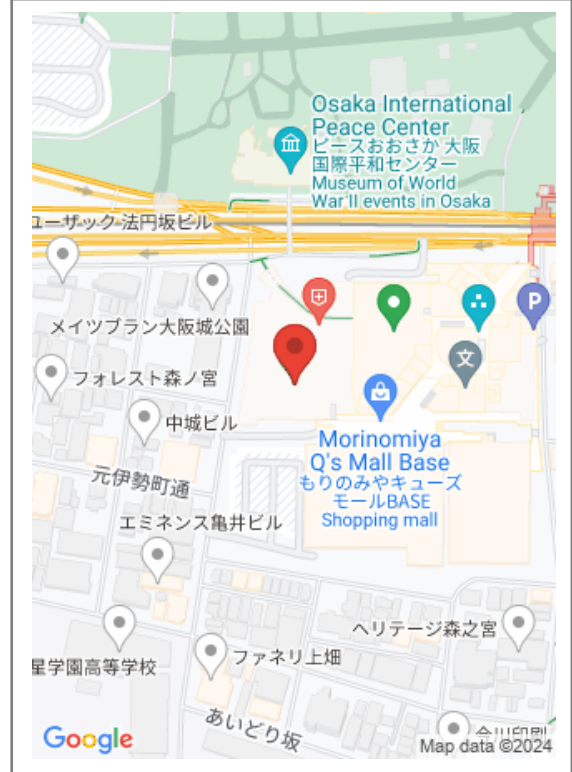 Osaka International
Peace Center
ピースおおさか 大阪
国際平和センター
Museum of World
War II events in Osaka
ューザック 法円坂ビル
メイツブラン大阪城公園
P
文
フォレスト森ノ宮
中城ビル
Morinomiya
Q's Mall Base
もりのみやキューズ
モールBASE
Shopping mall
元伊勢町通
エミネンス亀井ビル
ヘリテージ森之宮
星学園高等学校
ファネリ上畑
あいどり坂
Google
Map data ©2024